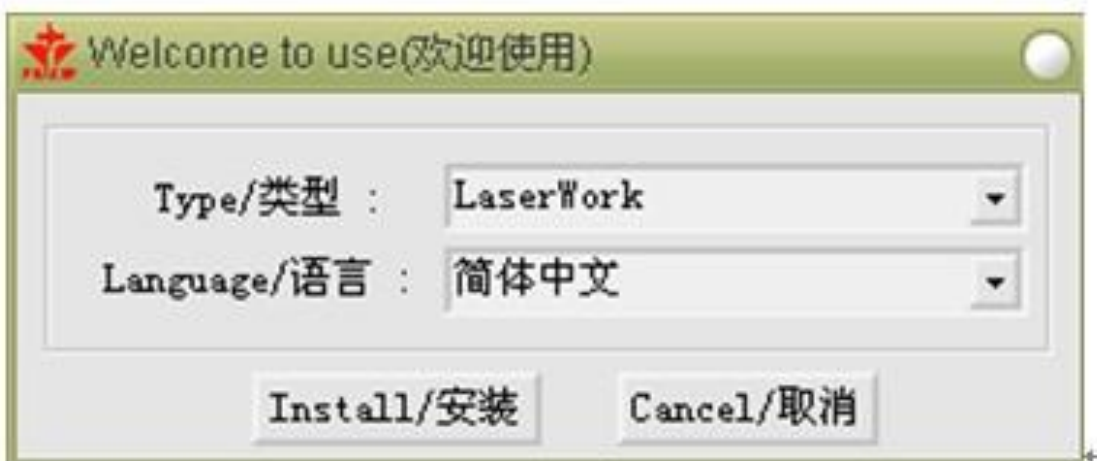 Welcome to use(欢迎使用)
Type/类型 : LaserWork
Language/语言 : 简体中文
Install/安装 Cancel/取消